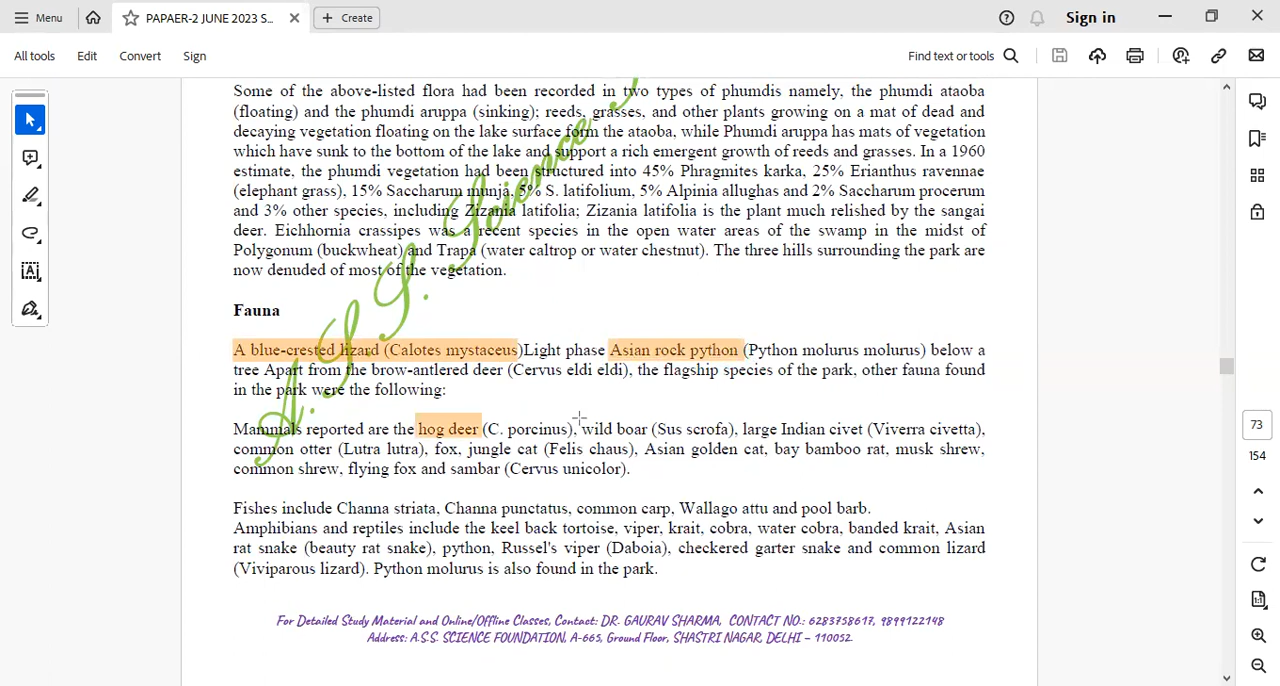 Menu
PAPAER-2 JUNE 2023 S...
Create
Sign in
All tools
Edit
Convert
Sign
Find text or tools
Some of the above-listed flora had been recorded in two types of phumdis namely, the phumdi ataoba
(floating) and the phumdi aruppa (sinking); reeds, grasses, and other plants growing on a mat of dead and
decaying vegetation floating on the lake surface form the ataoba, while Phumdi aruppa has mats of vegetation
which have sunk to the bottom of the lake and support a rich emergent growth of reeds and grasses. In a 1960
estimate, the phumdi vegetation had been structured into 45% Phragmites karka, 25% Erianthus ravennae
(elephant grass), 15% Saccharum munja, 5% S. latifolium, 5% Alpinia allughas and 2% Saccharum procerum
and 3% other species, including Zizania latifolia; Zizania latifolia is the plant much relished by the sangai
deer. Eichhornia crassipes was a recent species in the open water areas of the swamp in the midst of
Polygonum (buckwheat) and Trapa (water caltrop or water chestnut). The three hills surrounding the park are
now denuded of most of the vegetation.
Fauna
A blue-crested lizard (Calotes mystaceus)Light phase Asian rock python (Python molurus molurus) below a
tree Apart from the brow-antlered deer (Cervus eldi eldi), the flagship species of the park, other fauna found
in the park were the following:
Mammals reported are the hog deer (C. porcinus), wild boar (Sus scrofa), large Indian civet (Viverra civetta),
common otter (Lutra lutra), fox, jungle cat (Felis chaus), Asian golden cat, bay bamboo rat, musk shrew,
common shrew, flying fox and sambar (Cervus unicolor).
Fishes include Channa striata, Channa punctatus, common carp, Wallago attu and pool barb.
Amphibians and reptiles include the keel back tortoise, viper, krait, cobra, water cobra, banded krait, Asian
rat snake (beauty rat snake), python, Russel's viper (Daboia), checkered garter snake and common lizard
(Viviparous lizard). Python molurus is also found in the park.
A.S.S. Science
For Detailed Study Material and Online/Offline Classes, Contact: DR. GAURAV SHARMA, CONTACT NO.: 6283758617, 9899122148
Address: A.S.S. SCIENCE FOUNDATION, A-665, Ground Floor, SHASTRI NAGAR, DELHI – 110052.
73
154